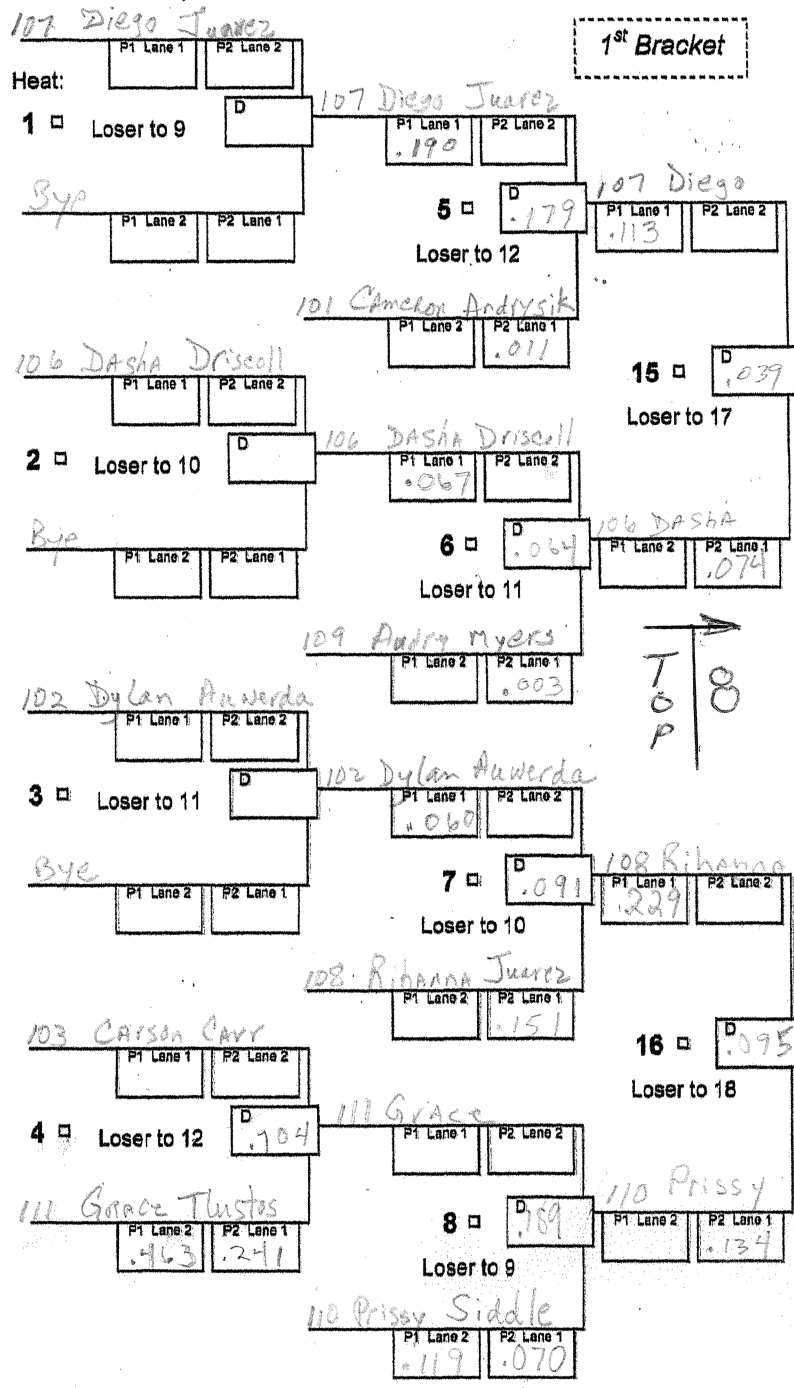 107 Diego Juarez
P1 Lane 1 P2 Lane 2
1st Bracket
Heat:
1 Loser to 9
D
107 Diego Juarez
P1 Lane 1 P2 Lane 2
.190
Byp
P1 Lane 2 P2 Lane 1
5
D
.179
Loser to 12
107 Diego
P1 Lane 1 P2 Lane 2
.113
101 Cameron Andrysik
P1 Lane 2 P2 Lane 1
.011
106 DAshA Driscoll
P1 Lane 1 P2 Lane 2
15
D
.039
Loser to 17
2 Loser to 10
D
106 DAShA Driscoll
P1 Lane 1 P2 Lane 2
.067
Bye
P1 Lane 2 P2 Lane 1
6
D
.064
Loser to 11
106 DAShA
P1 Lane 2 P2 Lane 1
.074
109 Audry Myers
P1 Lane 2 P2 Lane 1
.003
TOP 8
102 Dylan Auwerda
P1 Lane 1 P2 Lane 2
3 Loser to 11
D
102 Dylan Auwerda
P1 Lane 1 P2 Lane 2
.060
Bye
P1 Lane 2 P2 Lane 1
7
D
.091
Loser to 10
108 Rihanna
P1 Lane 1 P2 Lane 2
.229
108 Rihanna Juarez
P1 Lane 2 P2 Lane 1
.151
103 Carson Carr
P1 Lane 1 P2 Lane 2
16
D
.095
Loser to 18
4 Loser to 12
D
.704
111 Grace
P1 Lane 1 P2 Lane 2
111 Grace Tlustos
P1 Lane 2 P2 Lane 1
.463 .241
8
D
.189
Loser to 9
110 Prissy
P1 Lane 2 P2 Lane 1
.134
110 Prissy Siddle
P1 Lane 2 P2 Lane 1
.119 .070